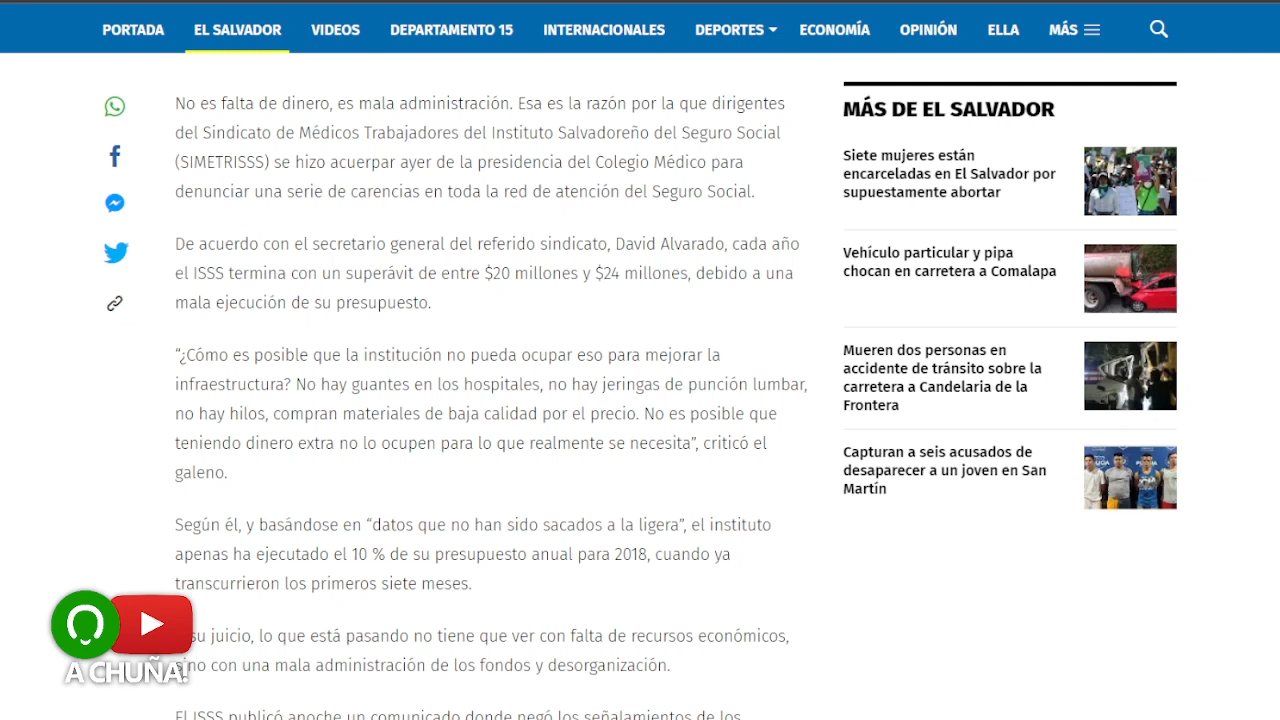 PORTADA EL SALVADOR VIDEOS DEPARTAMENTO 15 INTERNACIONALES DEPORTES ECONOMÍA OPINIÓN ELLA MÁS
No es falta de dinero, es mala administración. Esa es la razón por la que dirigentes
del Sindicato de Médicos Trabajadores del Instituto Salvadoreño del Seguro Social
(SIMETRISSS) se hizo acuerpar ayer de la presidencia del Colegio Médico para
denunciar una serie de carencias en toda la red de atención del Seguro Social.
De acuerdo con el secretario general del referido sindicato, David Alvarado, cada año
el ISSS termina con un superávit de entre $20 millones y $24 millones, debido a una
mala ejecución de su presupuesto.
“¿Cómo es posible que la institución no pueda ocupar eso para mejorar la
infraestructura? No hay guantes en los hospitales, no hay jeringas de punción lumbar,
no hay hilos, compran materiales de baja calidad por el precio. No es posible que
teniendo dinero extra no lo ocupen para lo que realmente se necesita”, criticó el
galeno.
Según él, y basándose en “datos que no han sido sacados a la ligera”, el instituto
apenas ha ejecutado el 10 % de su presupuesto anual para 2018, cuando ya
transcurrieron los primeros siete meses.
su juicio, lo que está pasando no tiene que ver con falta de recursos económicos,
sino con una mala administración de los fondos y desorganización.
El ISSS publicó anoche un comunicado donde negó los señalamientos de los
MÁS DE EL SALVADOR
Siete mujeres están
encarceladas en El Salvador por
supuestamente abortar
Vehículo particular y pipa
chocan en carretera a Comalapa
Mueren dos personas en
accidente de tránsito sobre la
carretera a Candelaria de la
Frontera
Capturan a seis acusados de
desaparecer a un joven en San
Martín
A CHUÑA!